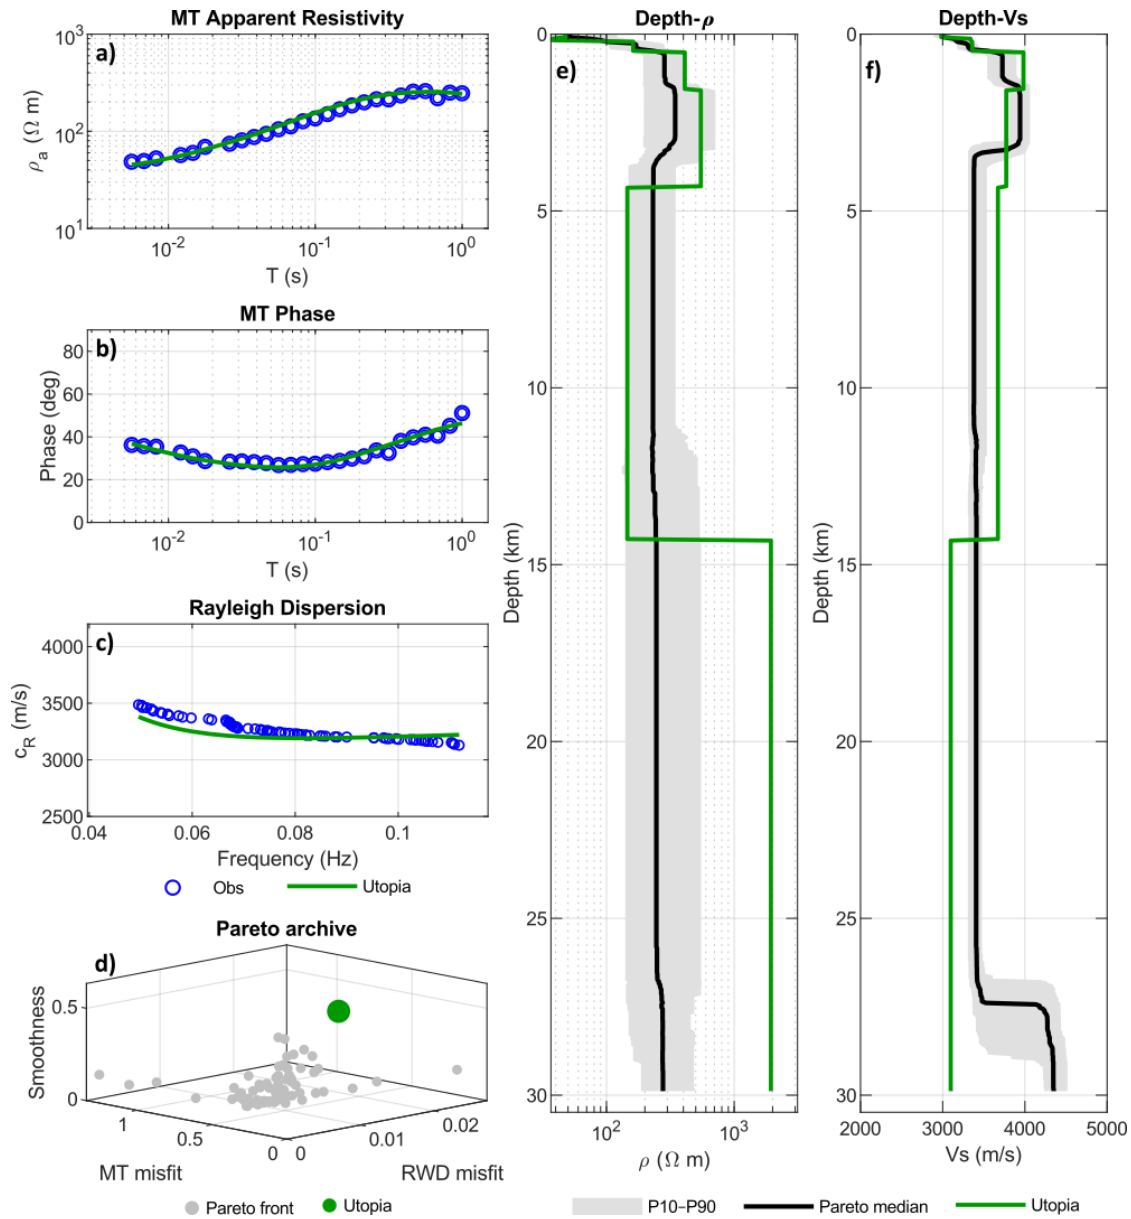 MT Apparent Resistivity
a)
10³
10²
10¹
ρₐ (Ω m)
10⁻²
10⁻¹
10⁰
T (s)
MT Phase
b)
80
60
40
20
0
Phase (deg)
10⁻²
10⁻¹
10⁰
T (s)
Rayleigh Dispersion
c)
4000
3500
3000
2500
c_R (m/s)
0.04
0.06
0.08
0.1
Frequency (Hz)
Obs
Utopia
Pareto archive
d)
0.5
0
Smoothness
1
0.5
0
0
0.01
0.02
MT misfit
RWD misfit
Pareto front
Utopia
Depth-ρ
e)
0
5
10
15
20
25
30
Depth (km)
10²
10³
ρ (Ω m)
Depth-Vs
f)
0
5
10
15
20
25
30
Depth (km)
2000
3000
4000
5000
Vs (m/s)
P10–P90
Pareto median
Utopia